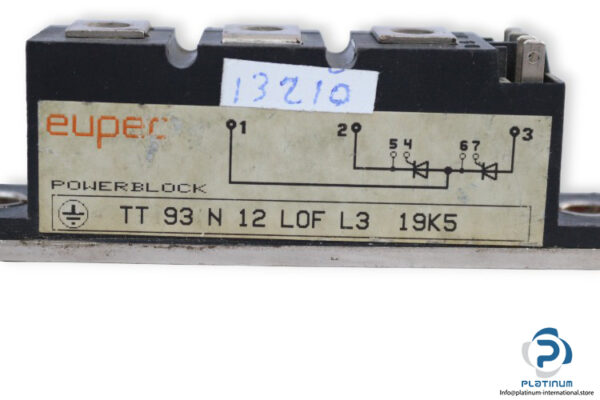 13210
eupec
1
2
3
5 4
6 7
POWERBLOCK
TT 93 N 12 LOF L3 19K5
PLATINUM
Info@platinum-international.store